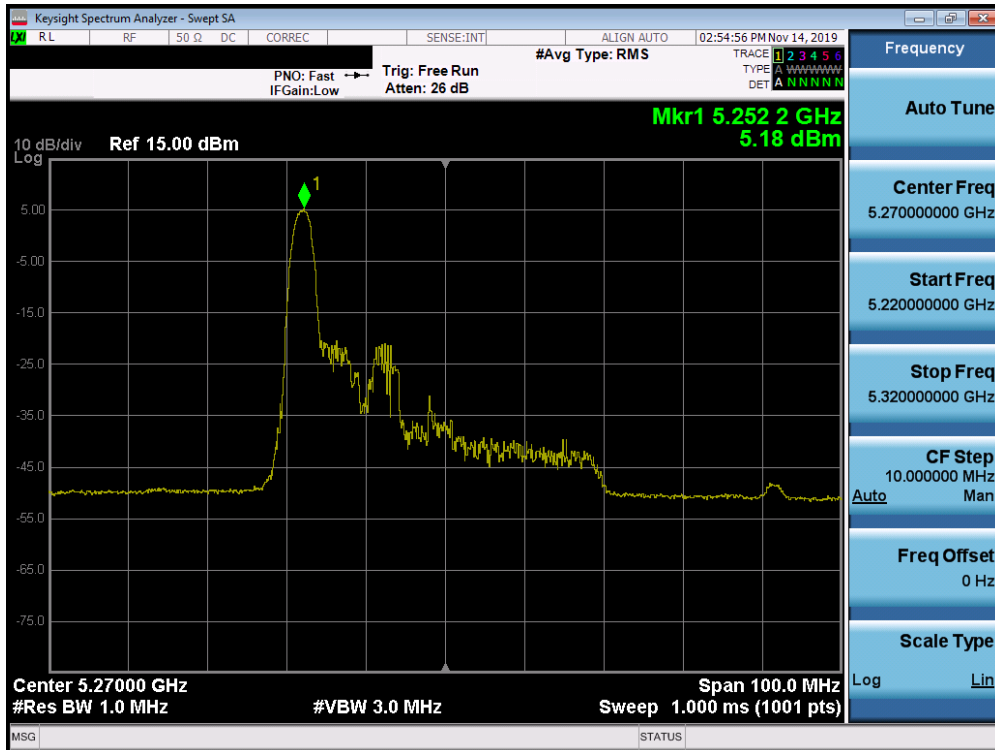 Keysight Spectrum Analyzer - Swept SA
LXI RL RF 50 Ω DC CORREC SENSE:INT ALIGN AUTO 02:54:56 PM Nov 14, 2019
PNO: Fast
IFGain:Low
Trig: Free Run
Atten: 26 dB
#Avg Type: RMS
TRACE 1 2 3 4 5 6
TYPE A WWWWW
DET A N N N N N
Mkr1 5.252 2 GHz
5.18 dBm
10 dB/div Ref 15.00 dBm
Log
1
5.00
-5.00
-15.0
-25.0
-35.0
-45.0
-55.0
-65.0
-75.0
Center 5.27000 GHz Span 100.0 MHz
#Res BW 1.0 MHz #VBW 3.0 MHz Sweep 1.000 ms (1001 pts)
MSG STATUS
Frequency
Auto Tune
Center Freq
5.270000000 GHz
Start Freq
5.220000000 GHz
Stop Freq
5.320000000 GHz
CF Step
10.000000 MHz
Auto Man
Freq Offset
0 Hz
Scale Type
Log Lin